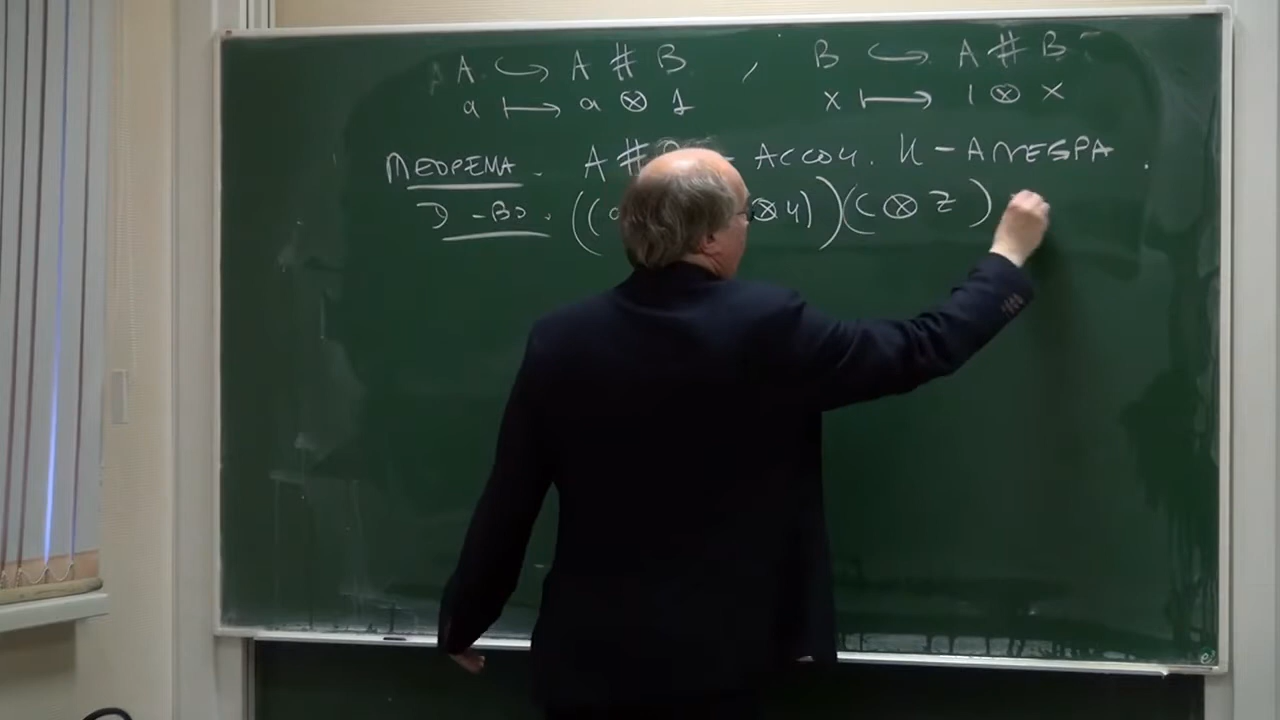 A ↪ A # B , B ↪ A # B
a ↦ a ⊗ 1 x ↦ 1 ⊗ x
ТЕОРЕМА. A # - АССОЦ. K - АЛГЕБРА.
Д-ВО. (( ⊗ y))(c ⊗ z)